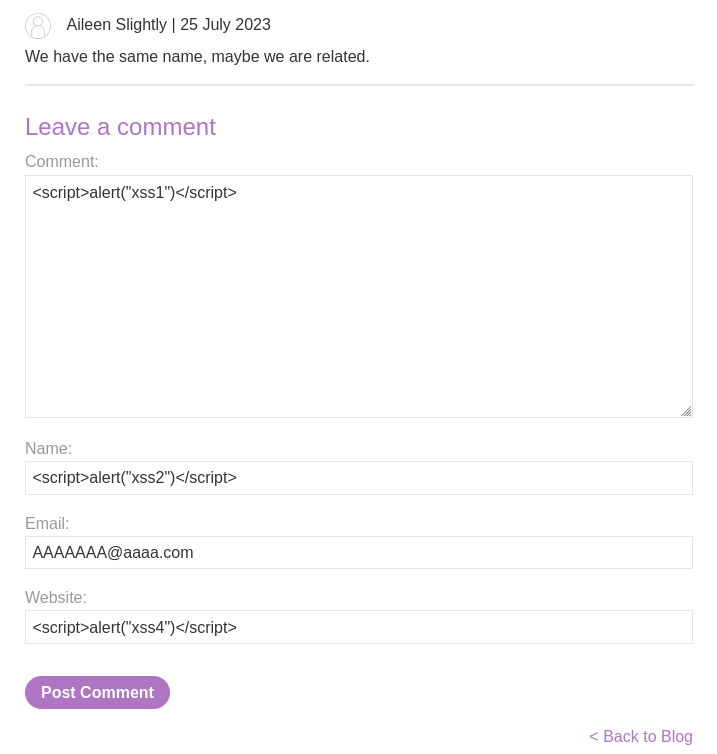 Aileen Slightly | 25 July 2023
We have the same name, maybe we are related.
Leave a comment
Comment:
<script>alert("xss1")</script>
Name:
<script>alert("xss2")</script>
Email:
AAAAAAA@aaaa.com
Website:
<script>alert("xss4")</script>
Post Comment
< Back to Blog